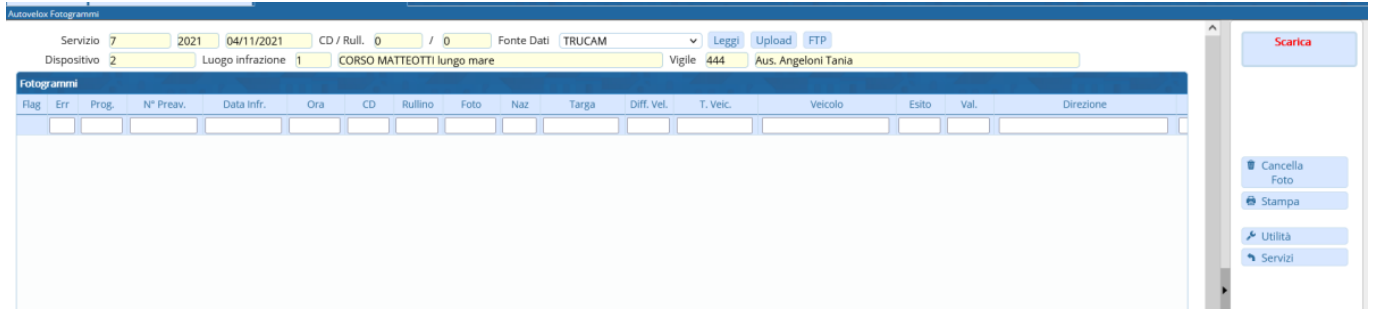 Autovelox Fotogrammi
Servizio 7 2021 04/11/2021 CD / Rull. 0 / 0 Fonte Dati TRUCAM Leggi Upload FTP
Dispositivo 2 Luogo infrazione 1 CORSO MATTEOTTI lungo mare Vigile 444 Aus. Angeloni Tania
Fotogrammi
Flag Err Prog. N° Preav. Data Infr. Ora CD Rullino Foto Naz Targa Diff. Vel. T. Veic. Veicolo Esito Val. Direzione
Scarica
Cancella
Foto
Stampa
Utilità
Servizi